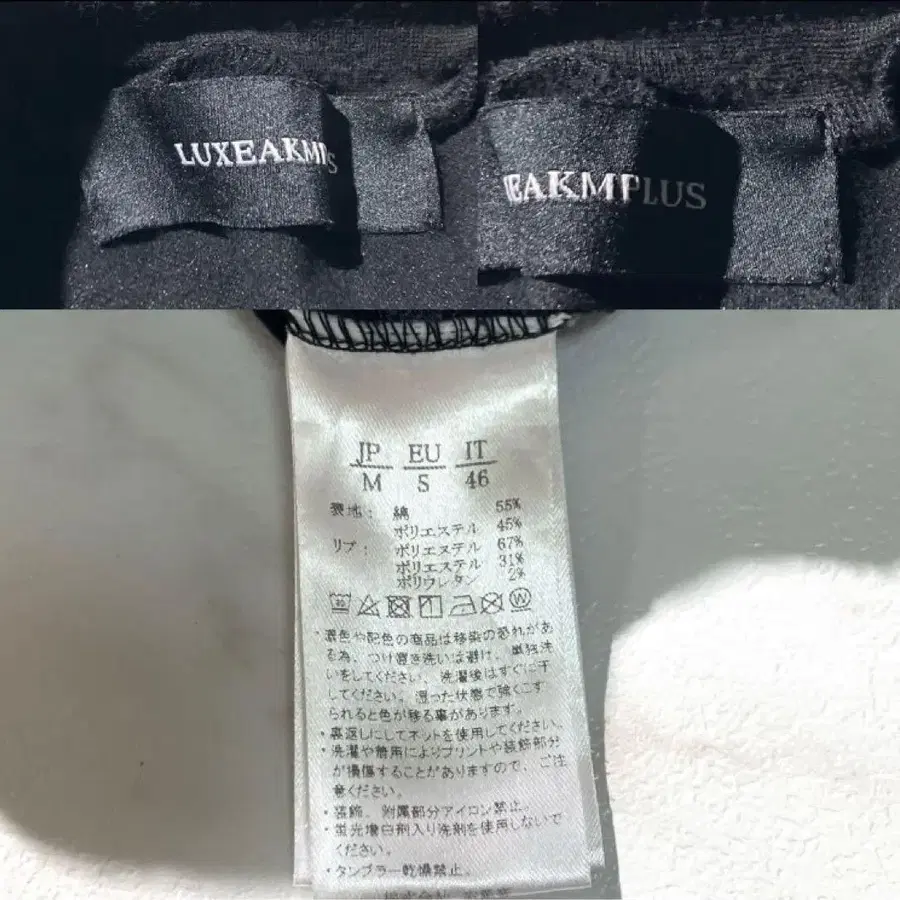 LUXEAKMP S
EAKMPLUS
JP EU IT
M S 46
表地： 綿 55%
ポリエステル 45%
リブ： ポリエステル 67%
ポリエステル 31%
ポリウレタン 2%
・濃色や配色の商品は移染の恐れがあ
る為、つけ置き洗いは避け、単独洗
いをしてください。洗濯後はすぐに干
してください。湿った状態で強くこす
られると色が移る事があります。
・裏返しにしてネットを使用してください。
・洗濯や着用によりプリントや装飾部分
が損傷することがありますので、ご注
意ください。
・装飾、附属部分アイロン禁止。
・蛍光増白剤入り洗剤を使用しないで
ください。
・タンブラー乾燥禁止。